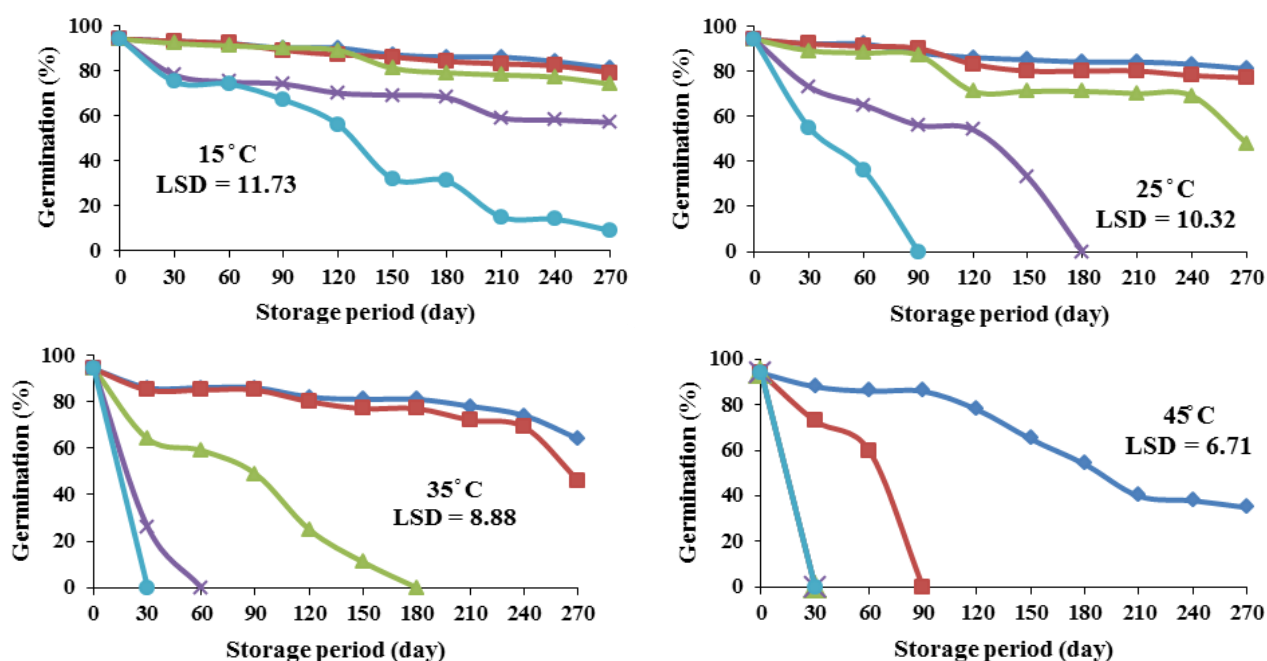 100
80
60
40
20
0
Germination (%)
15°C
LSD = 11.73
0 30 60 90 120 150 180 210 240 270
Storage period (day)
100
80
60
40
20
0
Germination (%)
25°C
LSD = 10.32
0 30 60 90 120 150 180 210 240 270
Storage period (day)
100
80
60
40
20
0
Germination (%)
35°C
LSD = 8.88
0 30 60 90 120 150 180 210 240 270
Storage period (day)
100
80
60
40
20
0
Germination (%)
45°C
LSD = 6.71
0 30 60 90 120 150 180 210 240 270
Storage period (day)